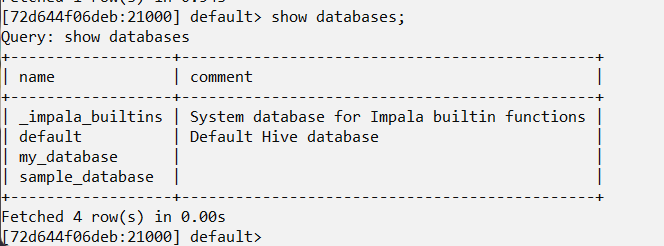 [72d644f06deb:21000] default> show databases;
Query: show databases
+------------------+----------------------------------------------+
| name             | comment                                      |
+------------------+----------------------------------------------+
| _impala_builtins | System database for Impala builtin functions |
| default          | Default Hive database                        |
| my_database      |                                              |
| sample_database  |                                              |
+------------------+----------------------------------------------+
Fetched 4 row(s) in 0.00s
[72d644f06deb:21000] default>